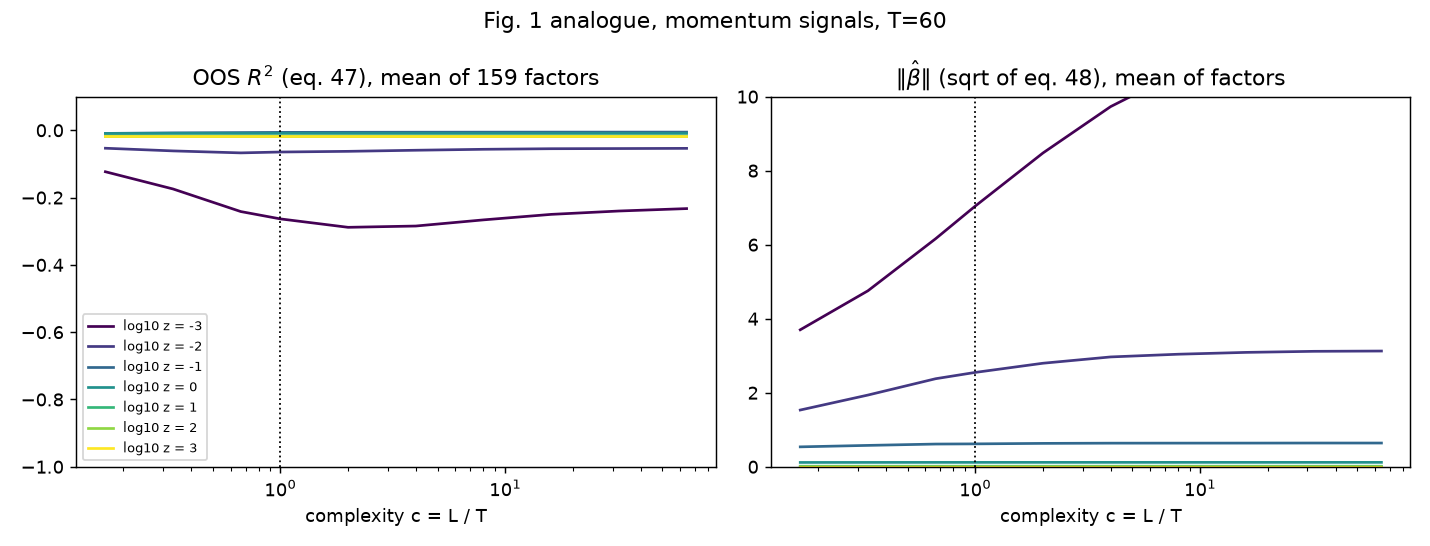 Fig. 1 analogue, momentum signals, T=60
OOS R² (eq. 47), mean of 159 factors
0.0
−0.2
−0.4
−0.6
−0.8
−1.0
log10 z = -3
log10 z = -2
log10 z = -1
log10 z = 0
log10 z = 1
log10 z = 2
log10 z = 3
10⁰
10¹
complexity c = L / T
‖β̂‖ (sqrt of eq. 48), mean of factors
10
8
6
4
2
0
10⁰
10¹
complexity c = L / T